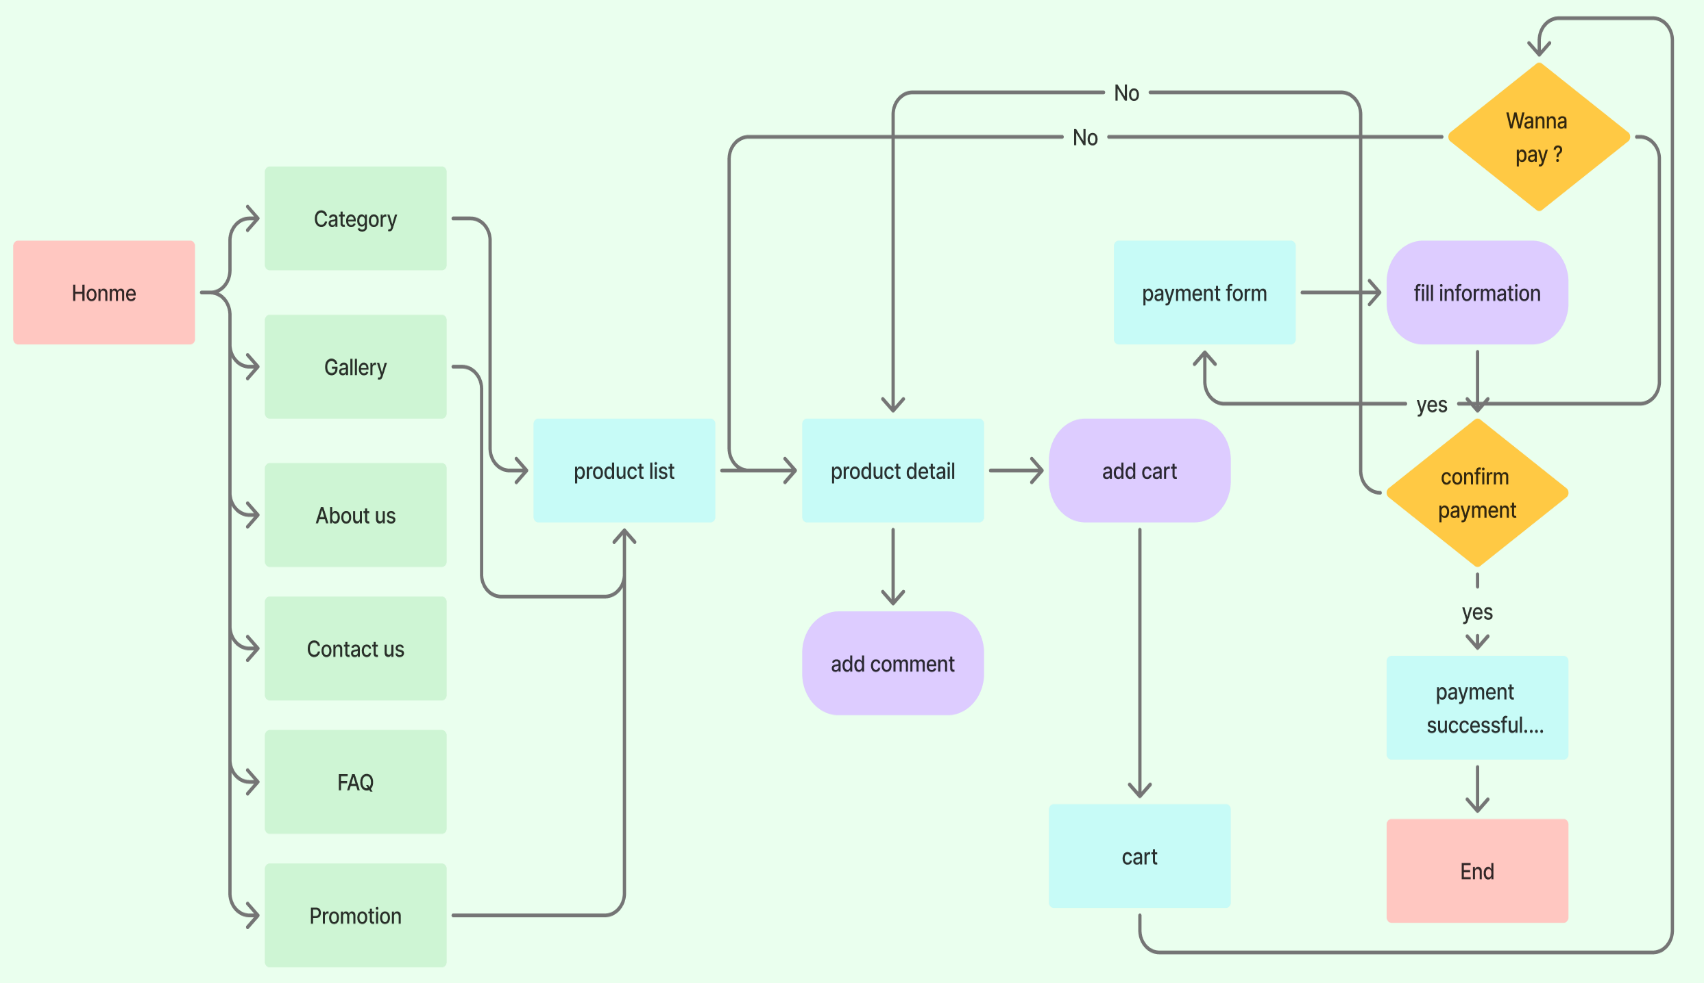 No
Wanna
pay ?
No
Category
Honme
payment form
fill information
Gallery
yes
product list
product detail
add cart
confirm
payment
About us
yes
Contact us
add comment
payment
successful....
FAQ
cart
End
Promotion